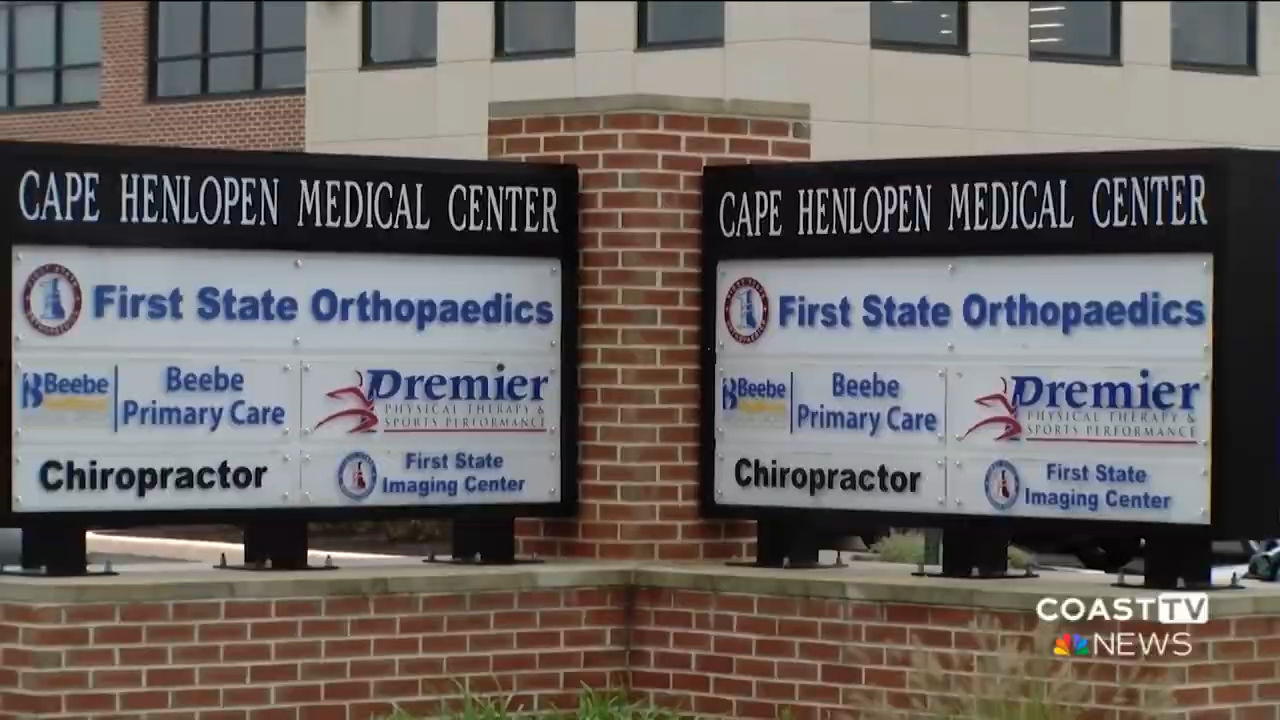 CAPE HENLOPEN MEDICAL CENTER
First State Orthopaedics
Beebe
Beebe
Primary Care
Premier
PHYSICAL THERAPY &
SPORTS PERFORMANCE
Chiropractor
First State
Imaging Center
CAPE HENLOPEN MEDICAL CENTER
First State Orthopaedics
Beebe
Beebe
Primary Care
Premier
PHYSICAL THERAPY &
SPORTS PERFORMANCE
Chiropractor
First State
Imaging Center
COAST TV
NEWS